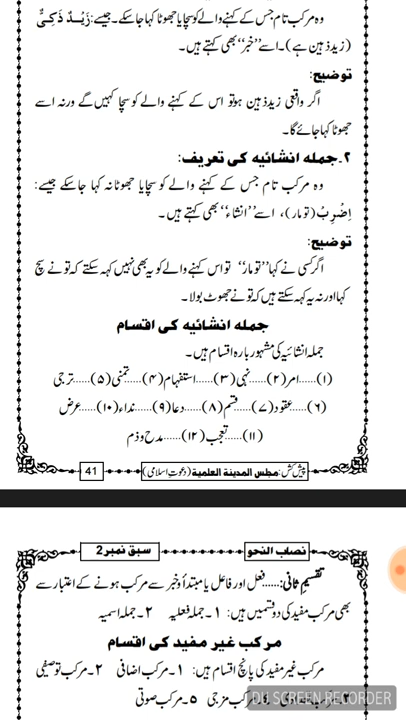 وہ مرکب تام جس کے کہنے والے کو سچا یا جھوٹا کہا جاسکے۔ جیسے: زَیْدٌ ذَکِیٌّ
(زید ذہین ہے)۔ اسے ’’خبر‘‘ بھی کہتے ہیں۔
توضیح:
اگر واقعی زید ذہین ہو تو اس کے کہنے والے کو سچا کہیں گے ورنہ اسے
جھوٹا کہا جائے گا۔
۲۔ جملہ انشائیہ کی تعریف:
وہ مرکب تام جس کے کہنے والے کو سچا یا جھوٹا نہ کہا جاسکے جیسے:
اِضْرِبْ (تو مار)، اسے ’’انشاء‘‘ بھی کہتے ہیں۔
توضیح:
اگر کسی نے کہا ’’تو مار‘‘ تو اس کہنے والے کو یہ بھی نہیں کہہ سکتے کہ تو نے سچ
کہا اور نہ یہ کہہ سکتے ہیں کہ تو نے جھوٹ بولا۔
جملہ انشائیہ کی اقسام
جملہ انشائیہ کی مشہور بارہ اقسام ہیں۔
(۱).....امر (۲).....نہی (۳).....استفہام (۴).....تمنی (۵).....ترجی
(۶).....عقود (۷).....قسم (۸).....دعا (۹).....نداء (۱۰).....عرض
(۱۱).....تعجب (۱۲).....مدح و ذم
پیش کش: مجلس المدینۃ العلمیۃ (دعوتِ اسلامی) 41
نصاب النحو سبق نمبر 2
تقسیم ثانی:......فعل اور فاعل یا مبتدأ وخبر سے مرکب ہونے کے اعتبار سے
بھی مرکب مفید کی دو قسمیں ہیں: ۱۔ جملہ فعلیہ ۲۔ جملہ اسمیہ
مرکب غیر مفید کی اقسام
مرکب غیر مفید کی پانچ اقسام ہیں: ۱۔ مرکب اضافی ۲۔ مرکب توصیفی
مرکب مزجی ۵۔ مرکب صوتی
DU SCREEN RECORDER